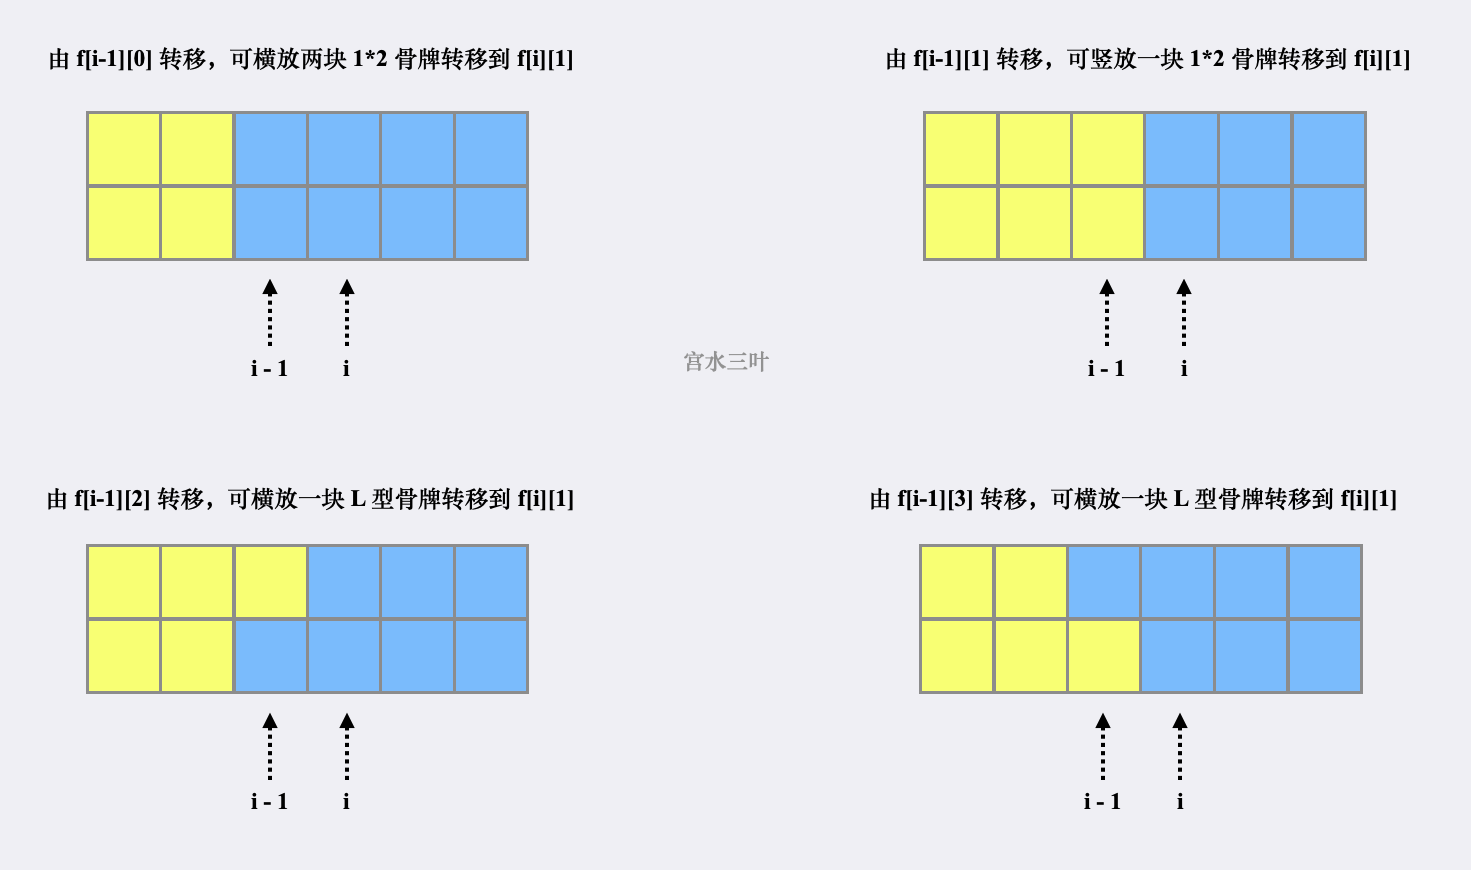 由 f[i-1][0] 转移，可横放两块 1*2 骨牌转移到 f[i][1]
由 f[i-1][1] 转移，可竖放一块 1*2 骨牌转移到 f[i][1]
i - 1
i
i - 1
i
宫水三叶
由 f[i-1][2] 转移，可横放一块 L 型骨牌转移到 f[i][1]
由 f[i-1][3] 转移，可横放一块 L 型骨牌转移到 f[i][1]
i - 1
i
i - 1
i